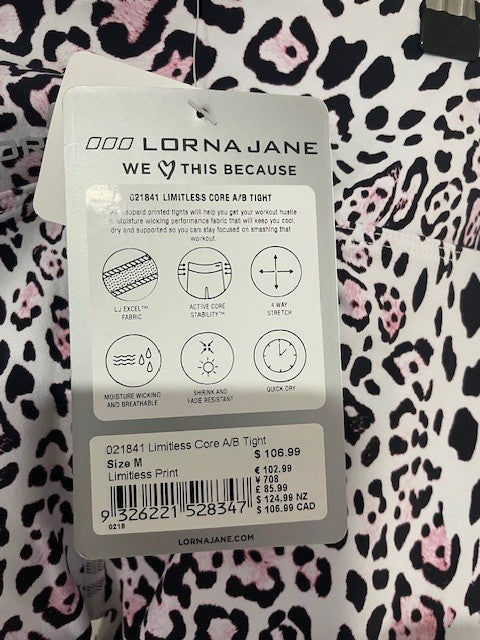 LORNA JANE
WE THIS BECAUSE
021841 LIMITLESS CORE A/B TIGHT
leopard printed tights will help you get your workout hustle
moisture wicking performance fabric that will keep you cool,
dry and supported so you can stay focused on smashing that
workout.
LJ EXCEL™
FABRIC
ACTIVE CORE
STABILITY™
4 WAY
STRETCH
MOISTURE WICKING
AND BREATHABLE
SHRINK AND
FADE RESISTANT
QUICK DRY
021841 Limitless Core A/B Tight
Size M
Limitless Print
$ 106.99
€ 102.99
¥ 708
£ 85.99
$ 124.99 NZ
$ 106.99 CAD
9 326221 528347
0218
LORNAJANE.COM